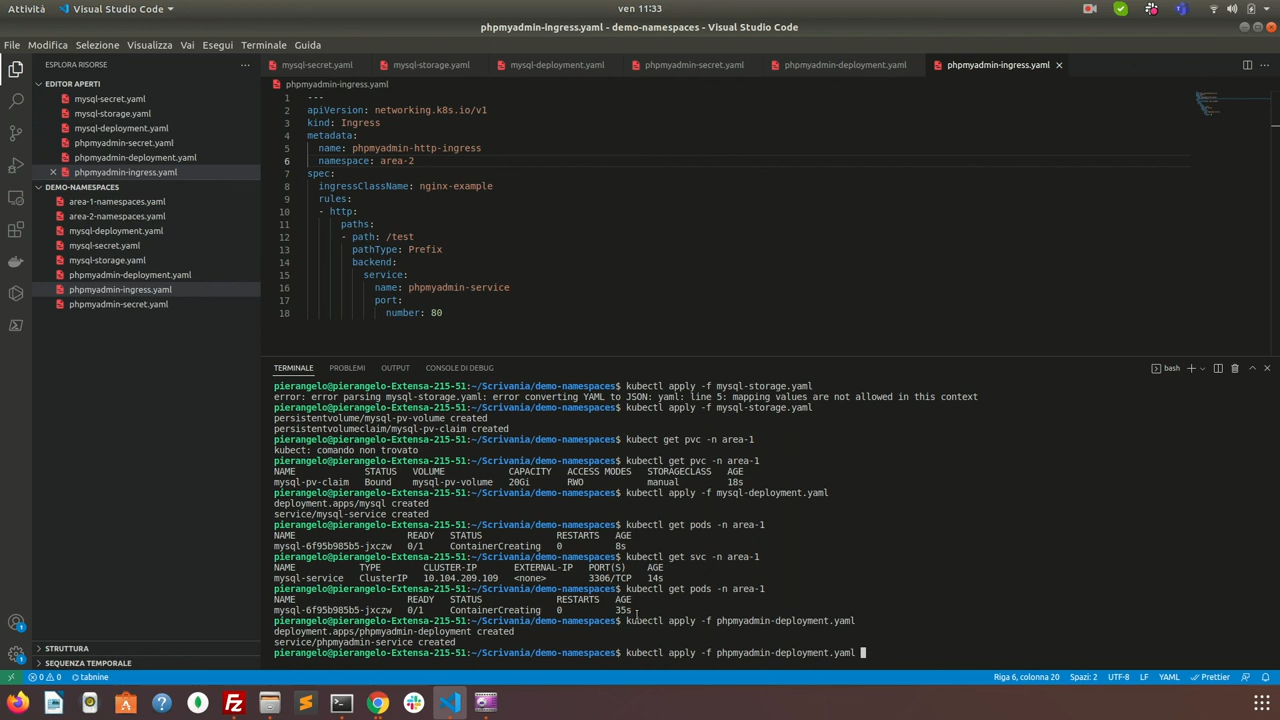 Attività
Visual Studio Code
ven 11:33
phpmyadmin-ingress.yaml - demo-namespaces - Visual Studio Code
File Modifica Selezione Visualizza Vai Esegui Terminale Guida
ESPLORA RISORSE
EDITOR APERTI
mysql-secret.yaml
mysql-storage.yaml
mysql-deployment.yaml
phpmyadmin-secret.yaml
phpmyadmin-deployment.yaml
phpmyadmin-ingress.yaml
DEMO-NAMESPACES
area-1-namespaces.yaml
area-2-namespaces.yaml
mysql-deployment.yaml
mysql-secret.yaml
mysql-storage.yaml
phpmyadmin-deployment.yaml
phpmyadmin-ingress.yaml
phpmyadmin-secret.yaml
STRUTTURA
SEQUENZA TEMPORALE
mysql-secret.yaml mysql-storage.yaml mysql-deployment.yaml phpmyadmin-secret.yaml phpmyadmin-deployment.yaml phpmyadmin-ingress.yaml
phpmyadmin-ingress.yaml
1 ---
2 apiVersion: networking.k8s.io/v1
3 kind: Ingress
4 metadata:
5 name: phpmyadmin-http-ingress
6 namespace: area-2
7 spec:
8 ingressClassName: nginx-example
9 rules:
10 - http:
11 paths:
12 - path: /test
13 pathType: Prefix
14 backend:
15 service:
16 name: phpmyadmin-service
17 port:
18 number: 80
TERMINALE PROBLEMI OUTPUT CONSOLE DI DEBUG
bash
pierangelo@pierangelo-Extensa-215-51:~/Scrivania/demo-namespaces$ kubectl apply -f mysql-storage.yaml
error: error parsing mysql-storage.yaml: error converting YAML to JSON: yaml: line 5: mapping values are not allowed in this context
pierangelo@pierangelo-Extensa-215-51:~/Scrivania/demo-namespaces$ kubectl apply -f mysql-storage.yaml
persistentvolume/mysql-pv-volume created
persistentvolumeclaim/mysql-pv-claim created
pierangelo@pierangelo-Extensa-215-51:~/Scrivania/demo-namespaces$ kubect get pvc -n area-1
kubect: comando non trovato
pierangelo@pierangelo-Extensa-215-51:~/Scrivania/demo-namespaces$ kubectl get pvc -n area-1
NAME STATUS VOLUME CAPACITY ACCESS MODES STORAGECLASS AGE
mysql-pv-claim Bound mysql-pv-volume 20Gi RWO manual 18s
pierangelo@pierangelo-Extensa-215-51:~/Scrivania/demo-namespaces$ kubectl apply -f mysql-deployment.yaml
deployment.apps/mysql created
service/mysql-service created
pierangelo@pierangelo-Extensa-215-51:~/Scrivania/demo-namespaces$ kubectl get pods -n area-1
NAME READY STATUS RESTARTS AGE
mysql-6f95b985b5-jxczw 0/1 ContainerCreating 0 8s
pierangelo@pierangelo-Extensa-215-51:~/Scrivania/demo-namespaces$ kubectl get svc -n area-1
NAME TYPE CLUSTER-IP EXTERNAL-IP PORT(S) AGE
mysql-service ClusterIP 10.104.209.109 <none> 3306/TCP 14s
pierangelo@pierangelo-Extensa-215-51:~/Scrivania/demo-namespaces$ kubectl get pods -n area-1
NAME READY STATUS RESTARTS AGE
mysql-6f95b985b5-jxczw 0/1 ContainerCreating 0 35s
pierangelo@pierangelo-Extensa-215-51:~/Scrivania/demo-namespaces$ kubectl apply -f phpmyadmin-deployment.yaml
deployment.apps/phpmyadmin-deployment created
service/phpmyadmin-service created
pierangelo@pierangelo-Extensa-215-51:~/Scrivania/demo-namespaces$ kubectl apply -f phpmyadmin-deployment.yaml
0 0 tabnine
Riga 6, colonna 20 Spazi: 2 UTF-8 LF YAML Prettier